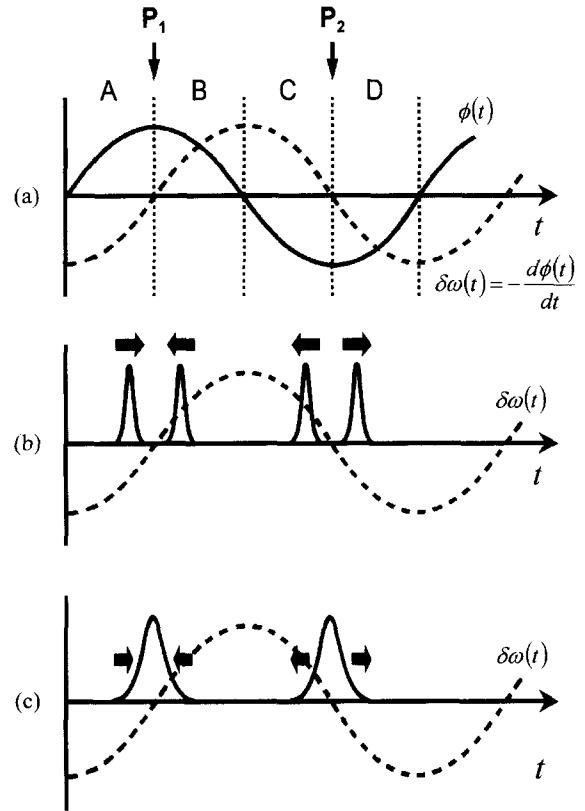 P₁ P₂
A B C D
ϕ(t)
(a)
t
δω(t) = − dϕ(t)/dt
(b)
δω(t)
t
(c)
δω(t)
t